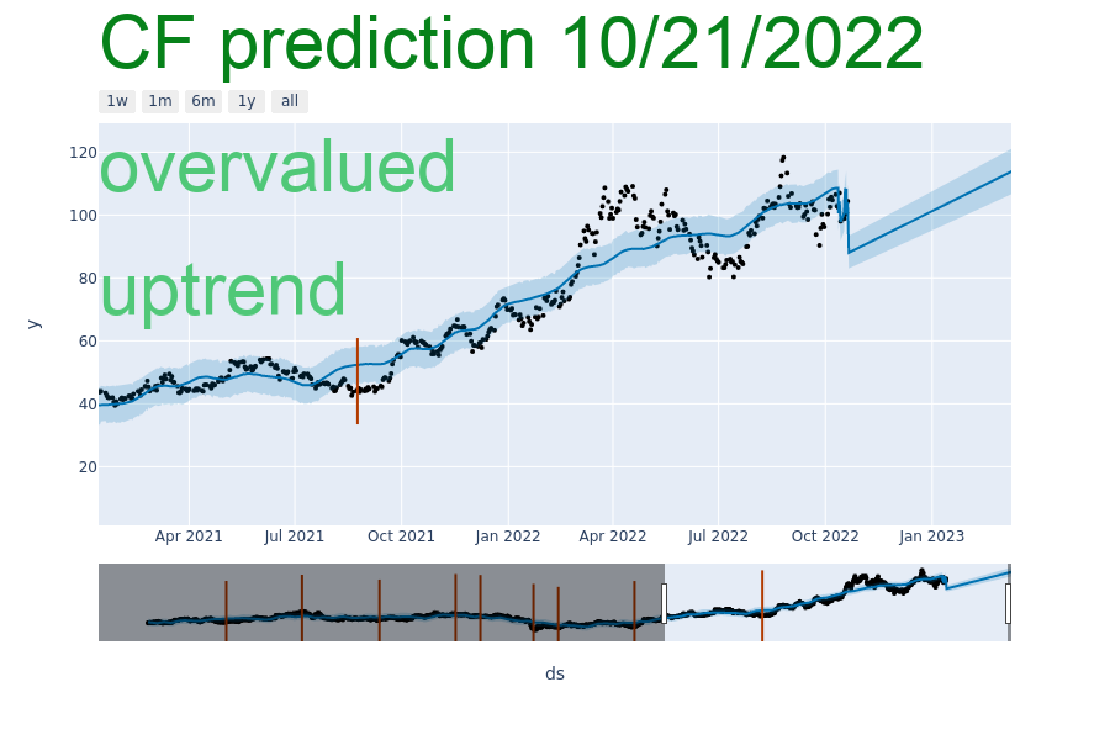 CF prediction 10/21/2022
1w 1m 6m 1y all
120
overvalued
100
80
uptrend
y
60
40
20
Apr 2021 Jul 2021 Oct 2021 Jan 2022 Apr 2022 Jul 2022 Oct 2022 Jan 2023
ds